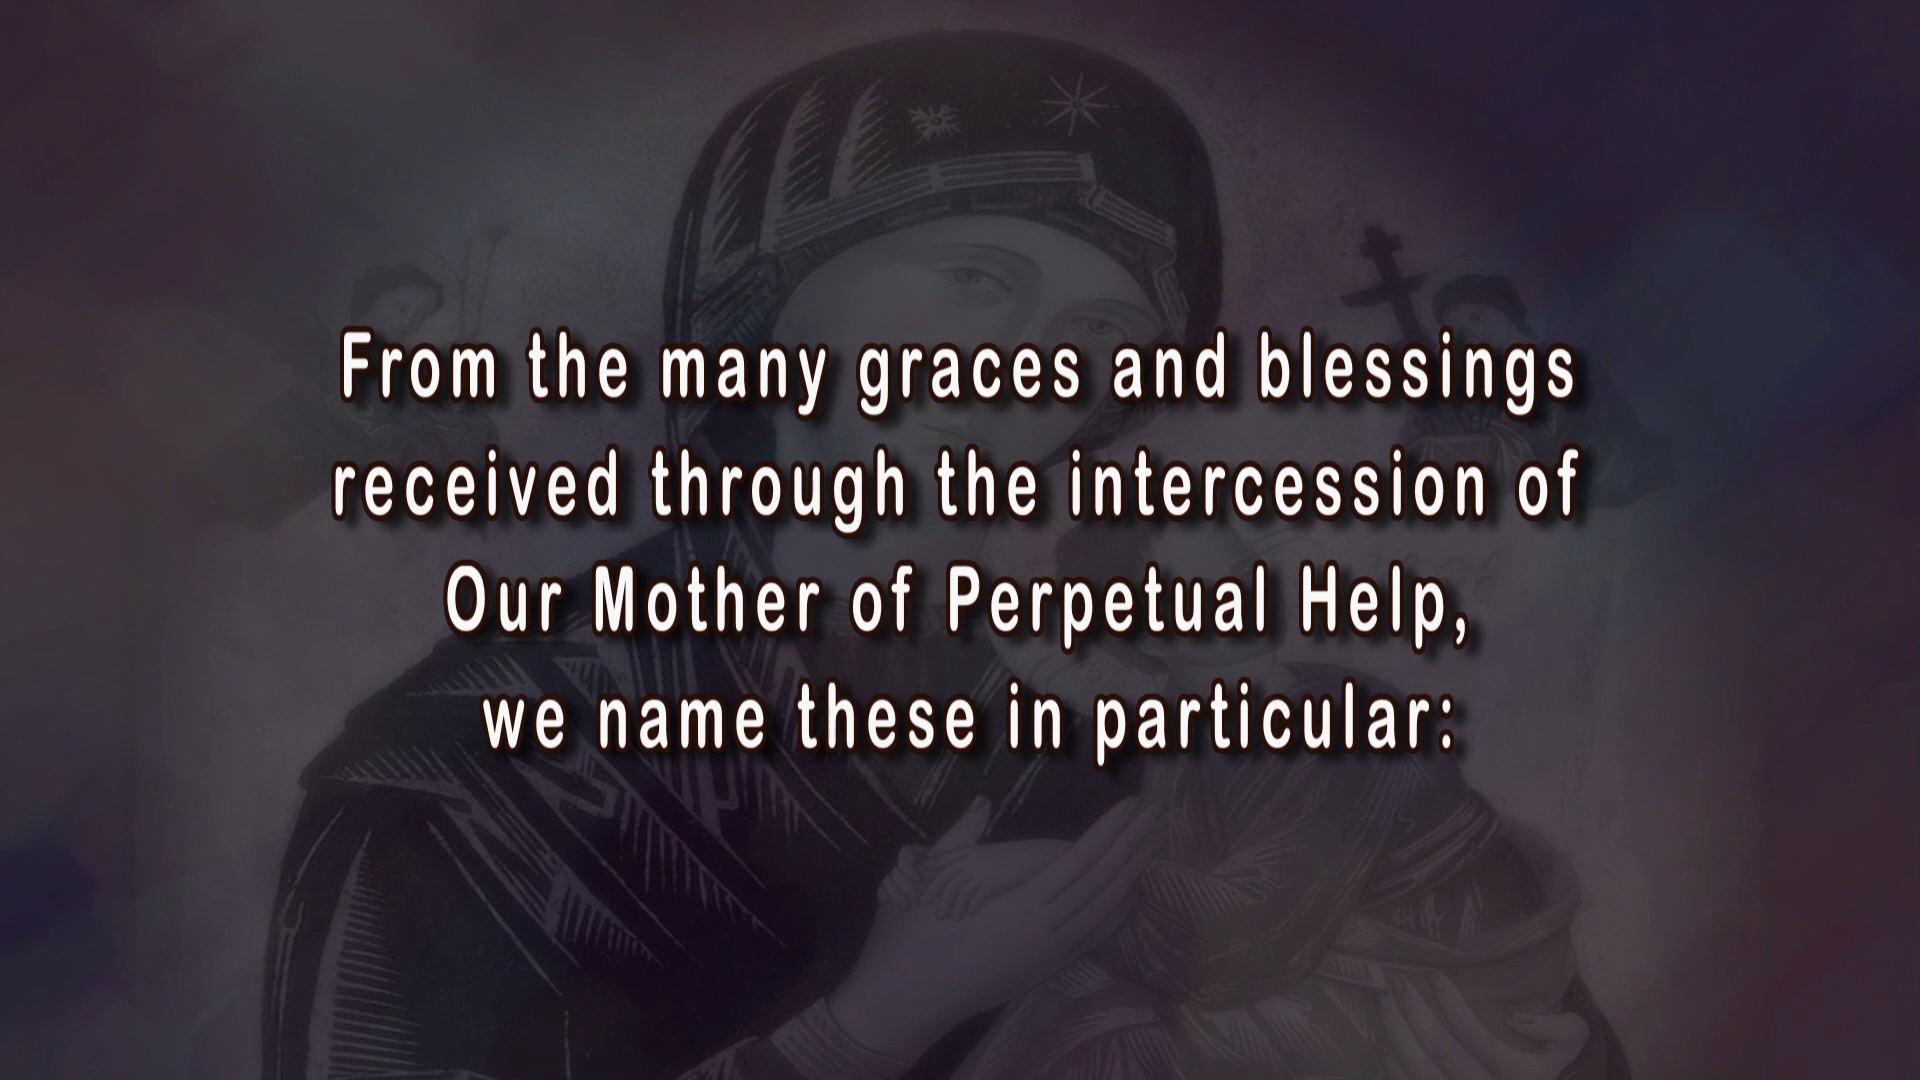 From the many graces and blessings
received through the intercession of
Our Mother of Perpetual Help,
we name these in particular: